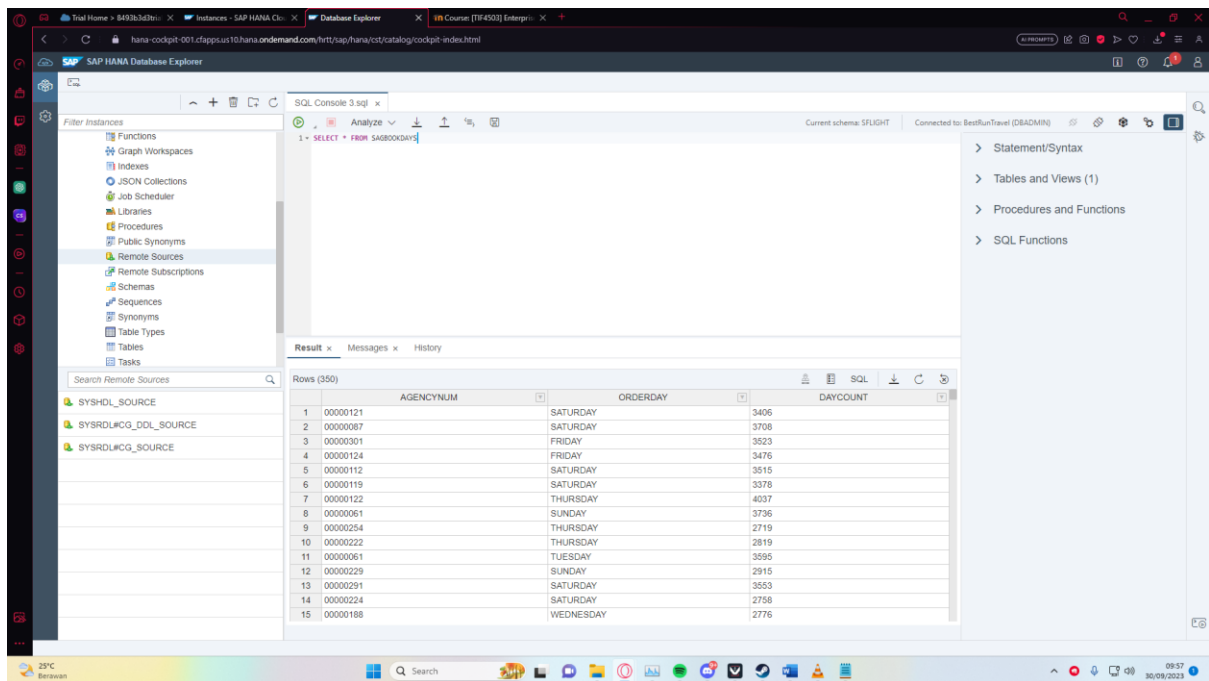 Trial Home > 8493b3d3tria
Instances - SAP HANA Clou
Database Explorer
Course: [TIF4503] Enterpris
hana-cockpit-001.cfapps.us10.hana.ondemand.com/hrtt/sap/hana/cst/catalog/cockpit-index.html
AI PROMPTS
SAP SAP HANA Database Explorer
1
SQL Console 3.sql
Filter Instances
Analyze
Current schema: SFLIGHT
Connected to: BestRunTravel (DBADMIN)
1 SELECT * FROM SAGBOOKDAYS
Functions
Graph Workspaces
Indexes
JSON Collections
Job Scheduler
Libraries
Procedures
Public Synonyms
Remote Sources
Remote Subscriptions
Schemas
Sequences
Synonyms
Table Types
Tables
Tasks
Statement/Syntax
Tables and Views (1)
Procedures and Functions
SQL Functions
Search Remote Sources
SYSHDL_SOURCE
SYSRDL#CG_DDL_SOURCE
SYSRDL#CG_SOURCE
Result Messages History
Rows (350)
SQL
AGENCYNUM ORDERDAY DAYCOUNT
1 00000121 SATURDAY 3406
2 00000087 SATURDAY 3708
3 00000301 FRIDAY 3523
4 00000124 FRIDAY 3476
5 00000112 SATURDAY 3515
6 00000119 SATURDAY 3378
7 00000122 THURSDAY 4037
8 00000061 SUNDAY 3736
9 00000254 THURSDAY 2719
10 00000222 THURSDAY 2819
11 00000061 TUESDAY 3595
12 00000229 SUNDAY 2915
13 00000291 SATURDAY 3553
14 00000224 SATURDAY 2758
15 00000188 WEDNESDAY 2776
25°C
Berawan
Search
09:57
30/09/2023